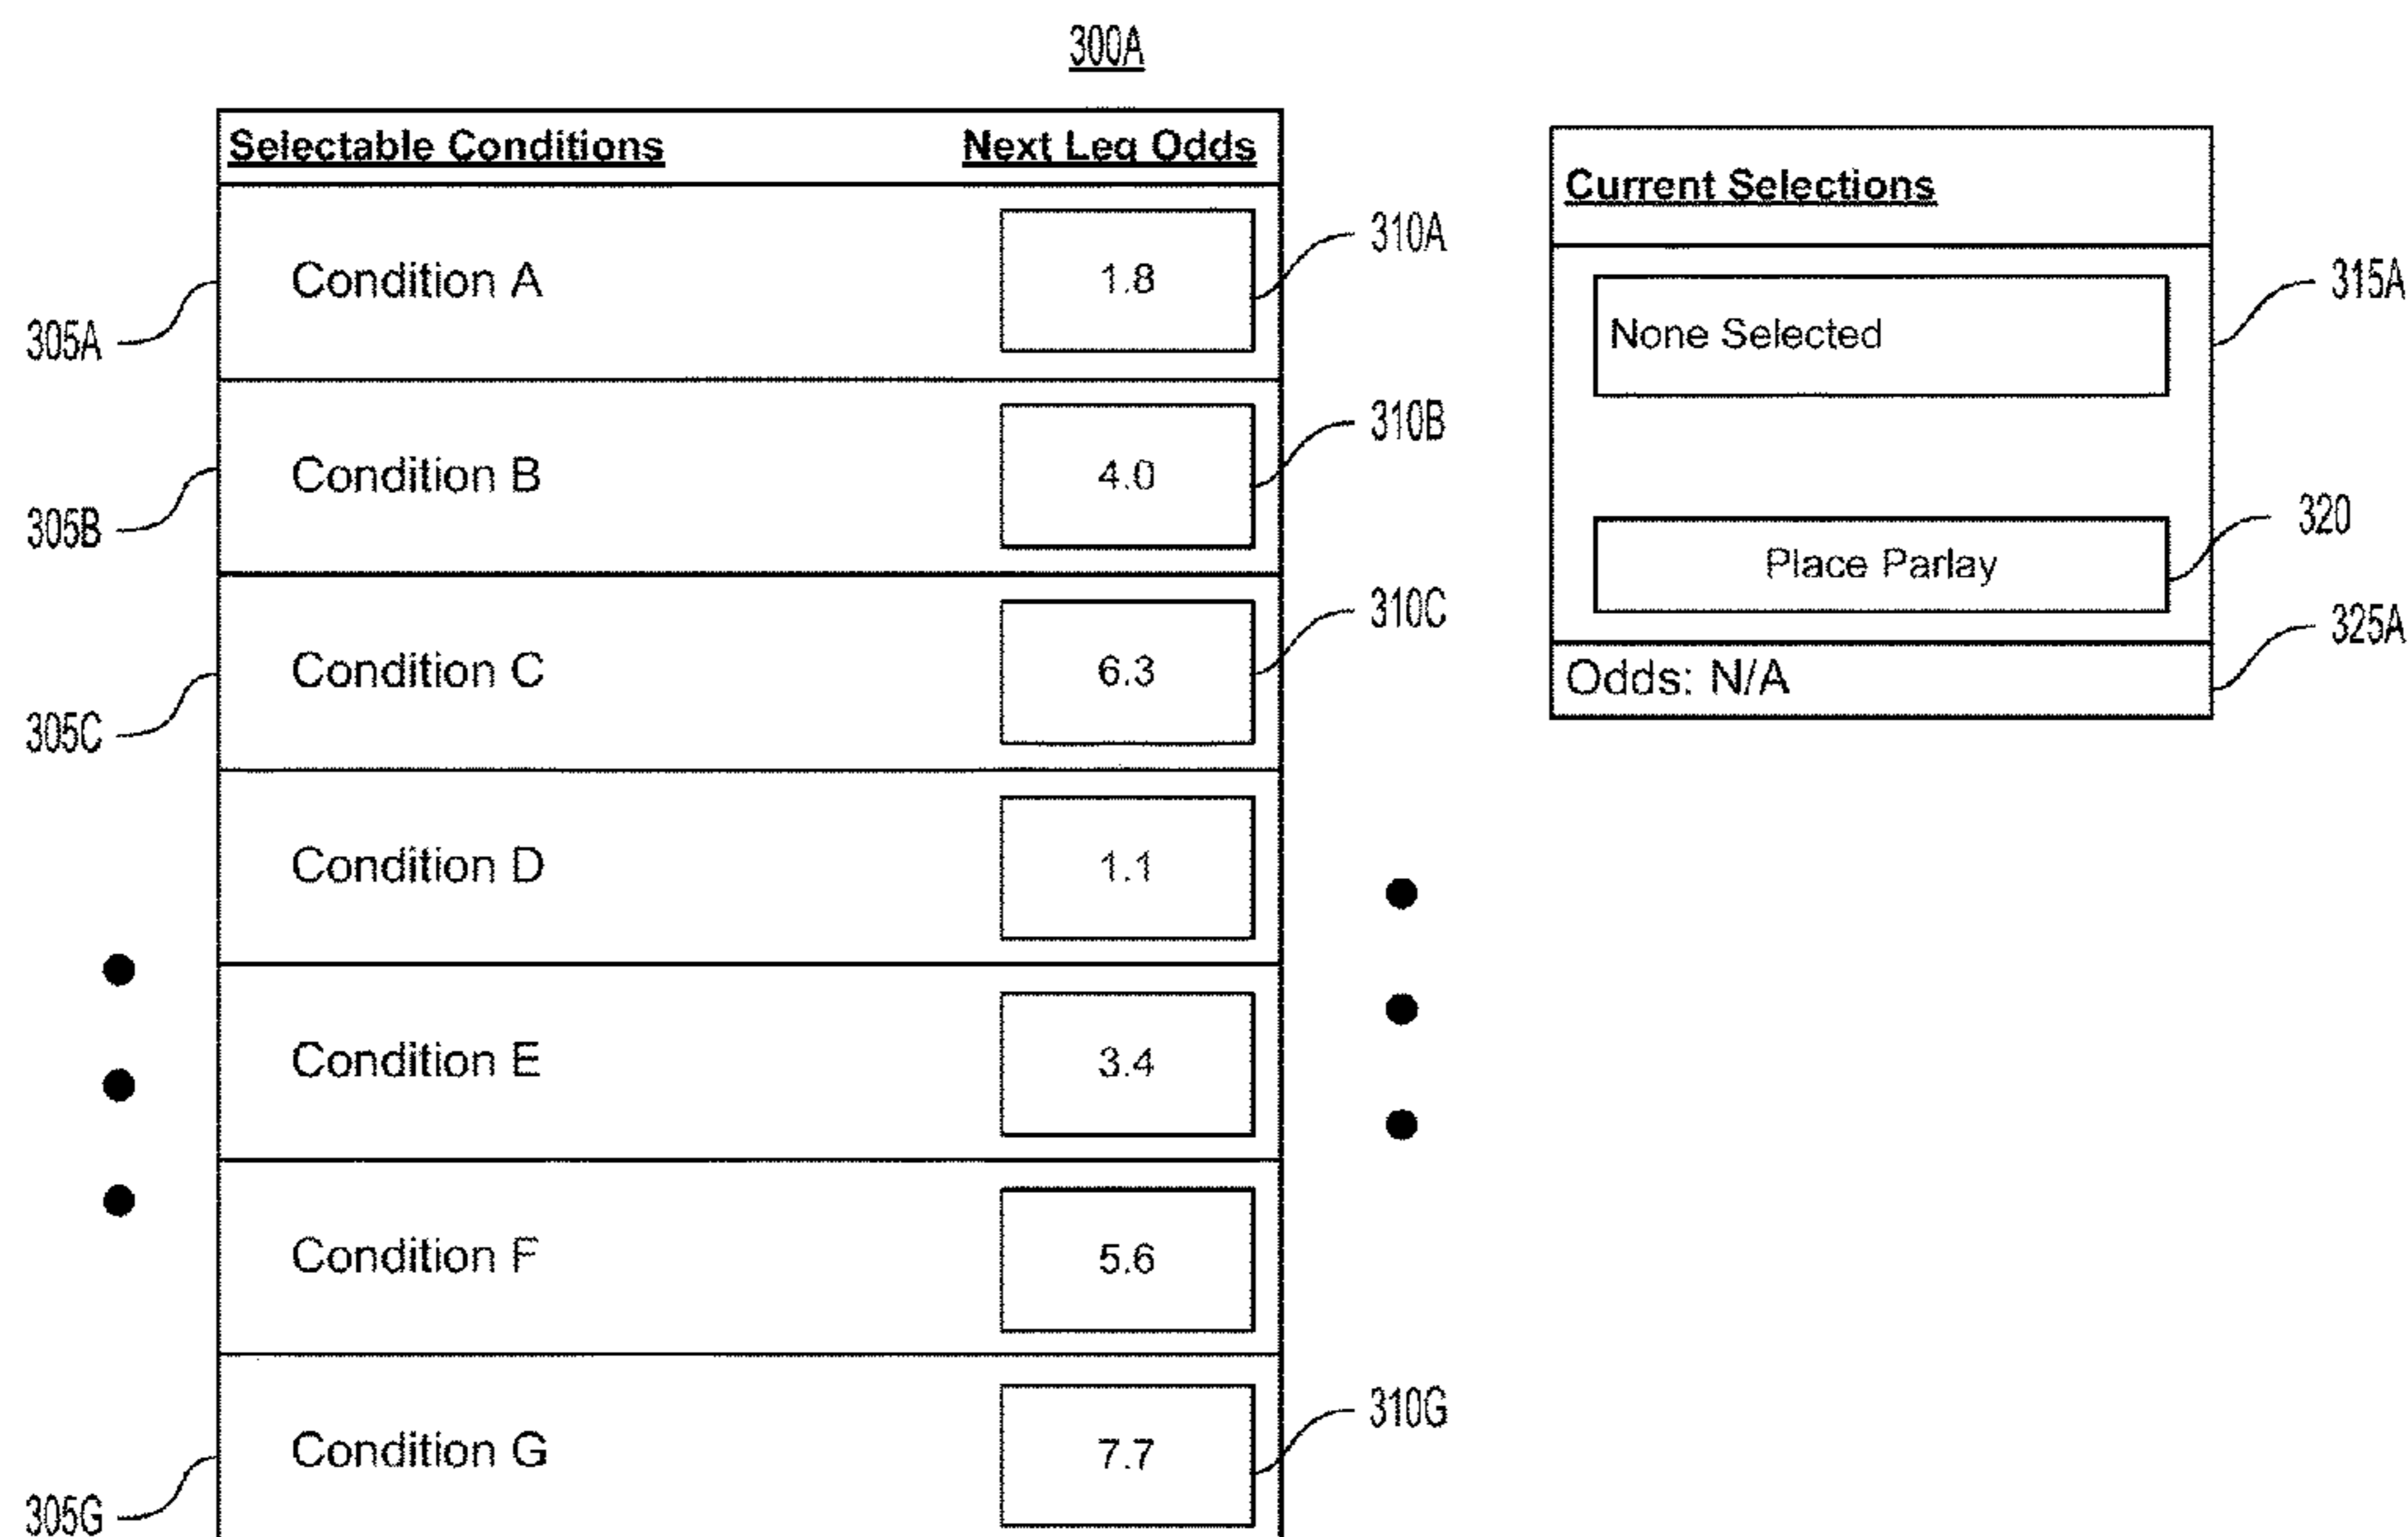 300A
Selectable Conditions Next Leg Odds
Condition A 1.8
305A
310A
Condition B 4.0
305B
310B
Condition C 6.3
305C
310C
Condition D 1.1
Condition E 3.4
Condition F 5.6
Condition G 7.7
305G
310G
Current Selections
None Selected
315A
Place Parlay
320
325A
Odds: N/A